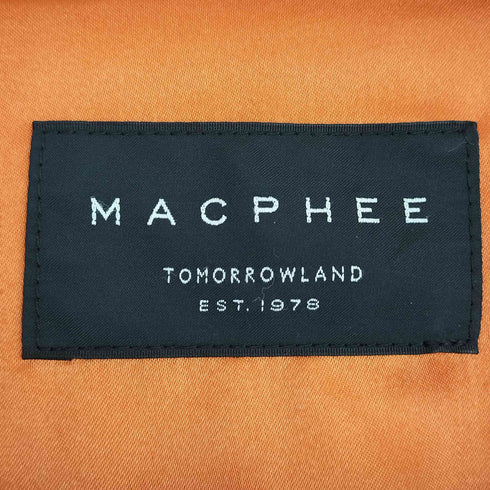 MACPHEE
TOMORROWLAND
EST. 1978